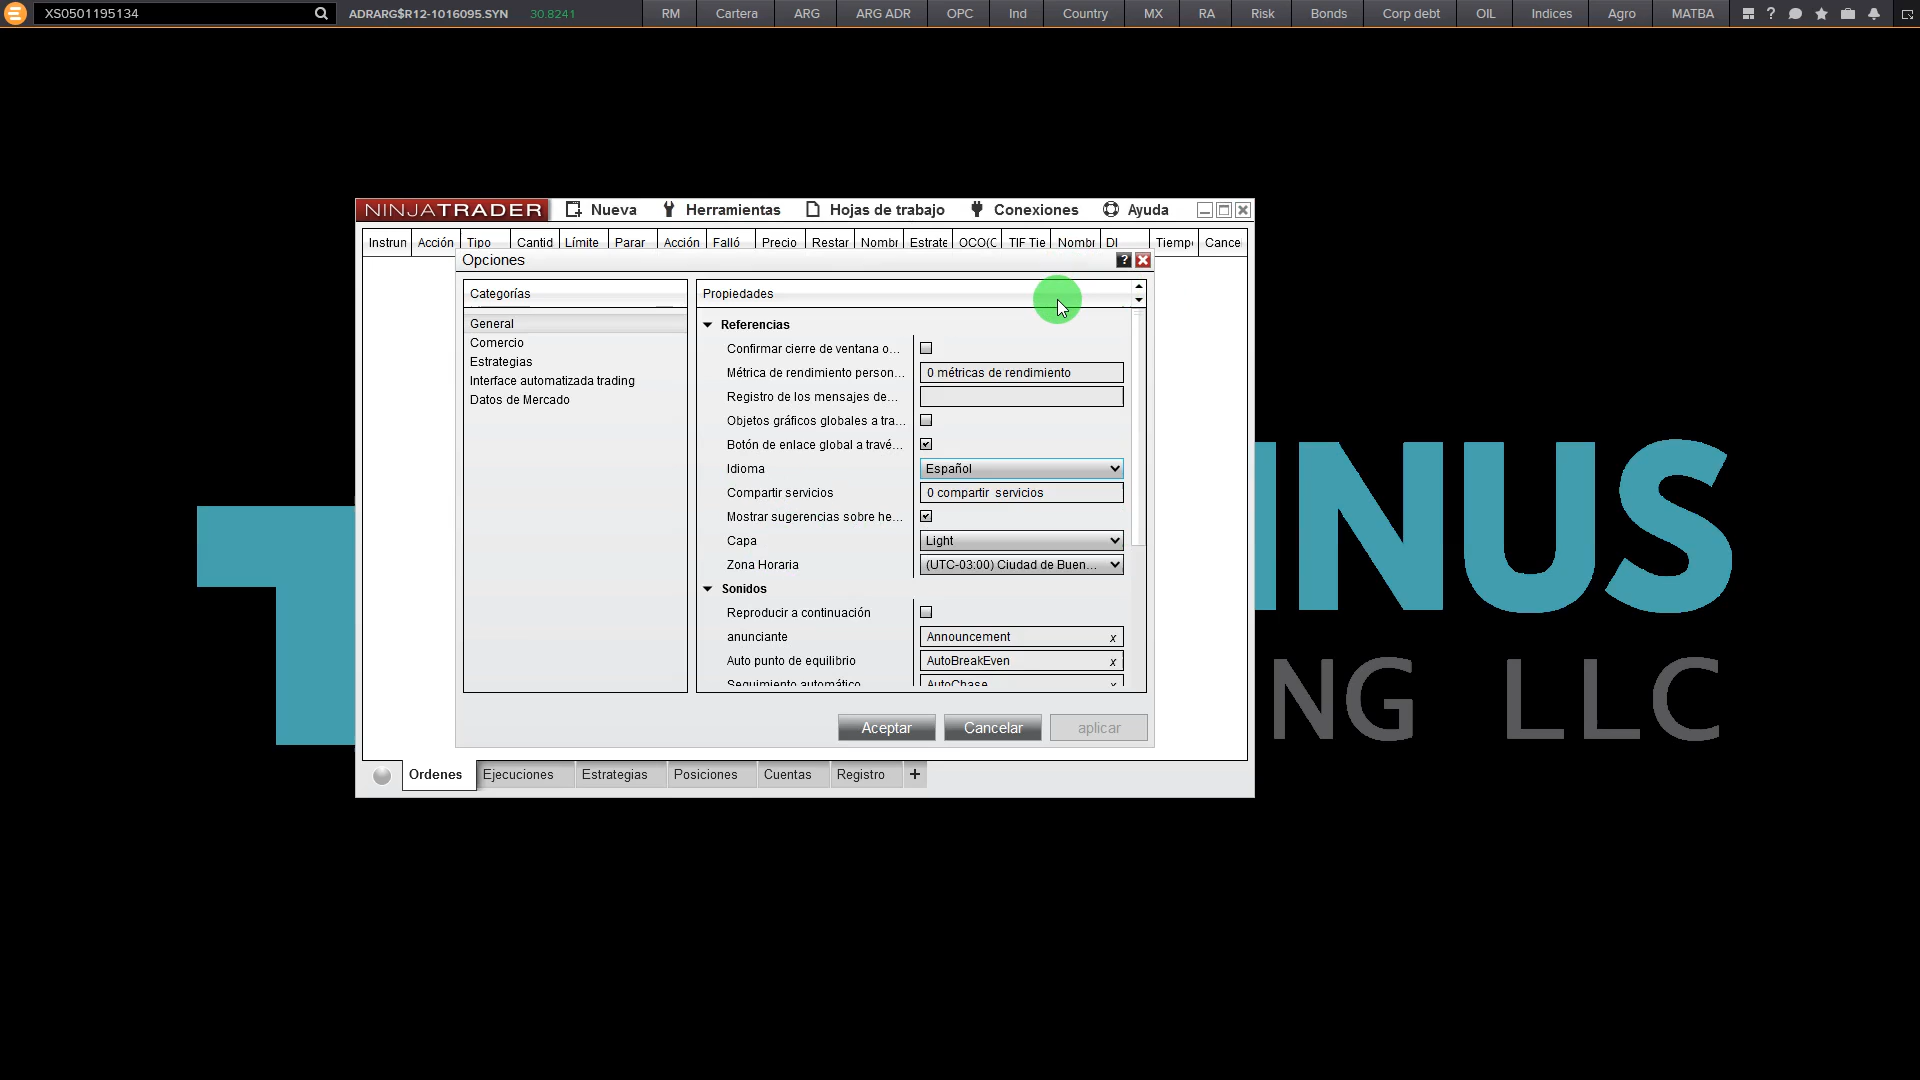 XS0501195134 ADRARG$R12-1016095.SYN 30.8241 RM Cartera ARG ARG ADR OPC Ind Country MX RA Risk Bonds Corp debt OIL Indices Agro MATBA ?
NINJATRADER Nueva Herramientas Hojas de trabajo Conexiones Ayuda
Instrun Acción Tipo Cantid Límite Parar Acción Falló Precio Restar Nombr Estrate OCO(C TIF Tie Nombr DI Tiemp Cance
Opciones ?
Categorías
General
Comercio
Estrategias
Interface automatizada trading
Datos de Mercado
Propiedades
Referencias
Confirmar cierre de ventana o...
Métrica de rendimiento person... 0 métricas de rendimiento
Registro de los mensajes de...
Objetos gráficos globales a tra...
Botón de enlace global a travé...
Idioma Español
Compartir servicios 0 compartir servicios
Mostrar sugerencias sobre he...
Capa Light
Zona Horaria (UTC-03:00) Ciudad de Buen...
Sonidos
Reproducir a continuación
anunciante Announcement x
Auto punto de equilibrio AutoBreakEven x
Seguimiento automático AutoChase x
Aceptar Cancelar aplicar
Ordenes Ejecuciones Estrategias Posiciones Cuentas Registro +
NUS
NG LLC